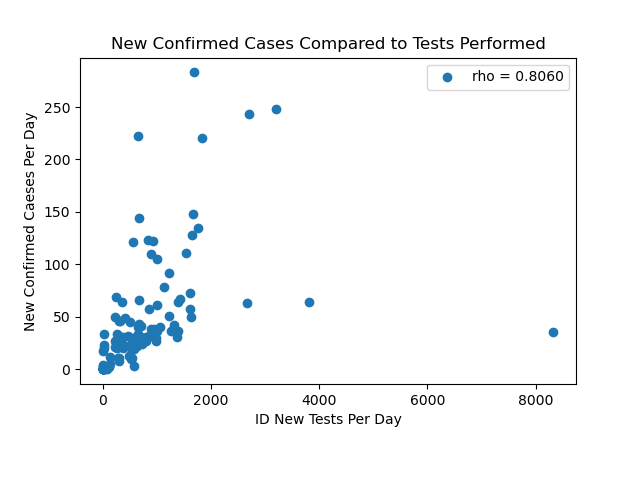 New Confirmed Cases Compared to Tests Performed
rho = 0.8060
250
200
150
100
50
0
New Confirmed Caeses Per Day
0 2000 4000 6000 8000
ID New Tests Per Day